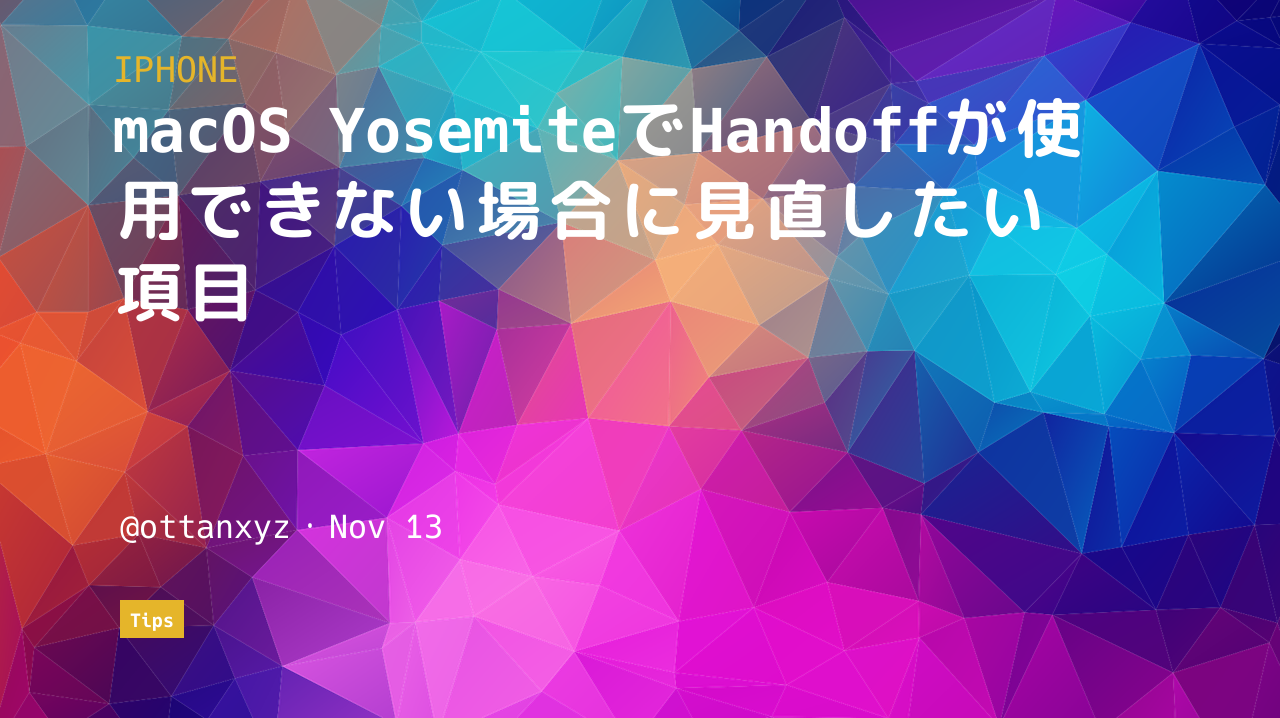 IPHONE
macOS YosemiteでHandoffが使
用できない場合に見直したい
項目
@ottanxyz・Nov 13
Tips